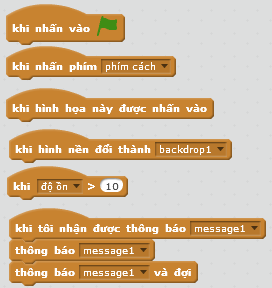 khi nhấn vào
khi nhấn phím phím cách
khi hình họa này được nhấn vào
khi hình nền đổi thành backdrop1
khi độ ồn > 10
khi tôi nhận được thông báo message1
thông báo message1
thông báo message1 và đợi